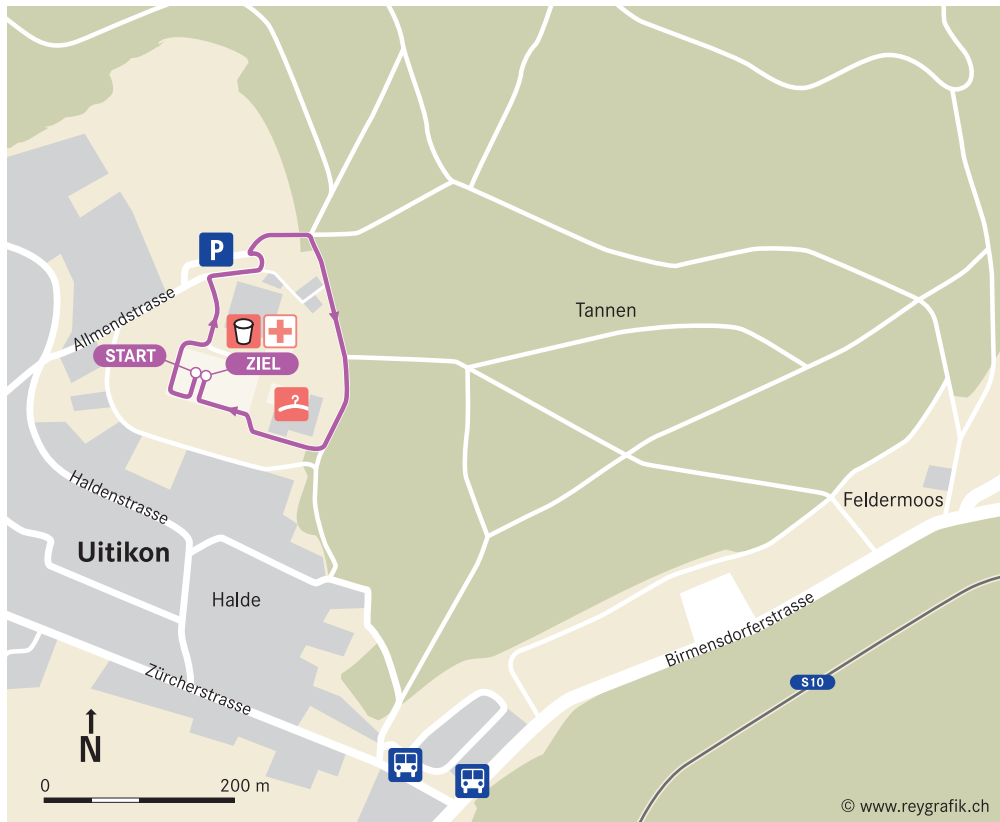 P
Allmendstrasse
Tannen
START
ZIEL
Haldenstrasse
Feldermoos
Uitikon
Halde
Birmensdorferstrasse
Zürcherstrasse
S10
N
0 200 m
© www.reygrafik.ch